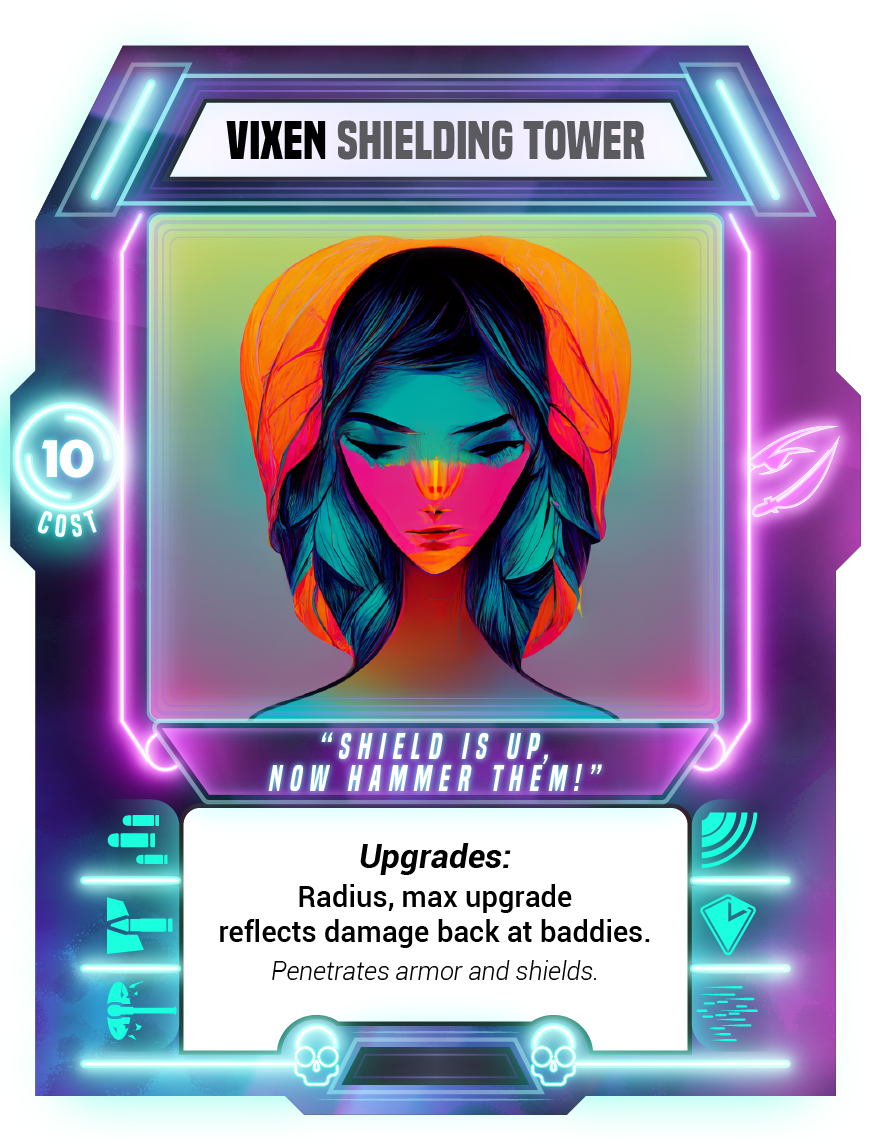 VIXEN SHIELDING TOWER
10
COST
“SHIELD IS UP,
NOW HAMMER THEM!”
Upgrades:
Radius, max upgrade
reflects damage back at baddies.
Penetrates armor and shields.